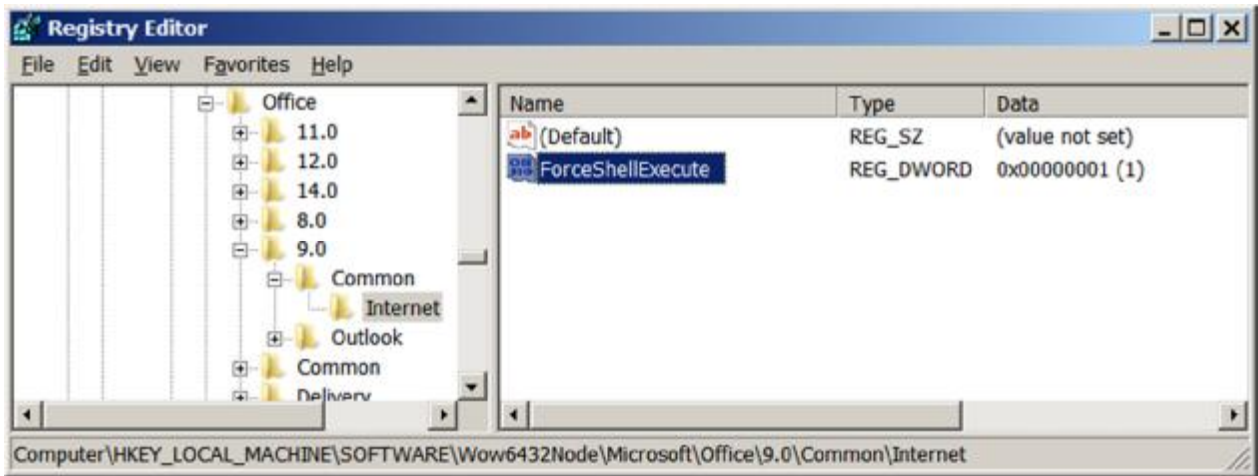 Registry Editor
File Edit View Favorites Help
Office
11.0
12.0
14.0
8.0
9.0
Common
Internet
Outlook
Common
Delivery
Name Type Data
(Default) REG_SZ (value not set)
ForceShellExecute REG_DWORD 0x00000001 (1)
Computer\HKEY_LOCAL_MACHINE\SOFTWARE\Wow6432Node\Microsoft\Office\9.0\Common\Internet